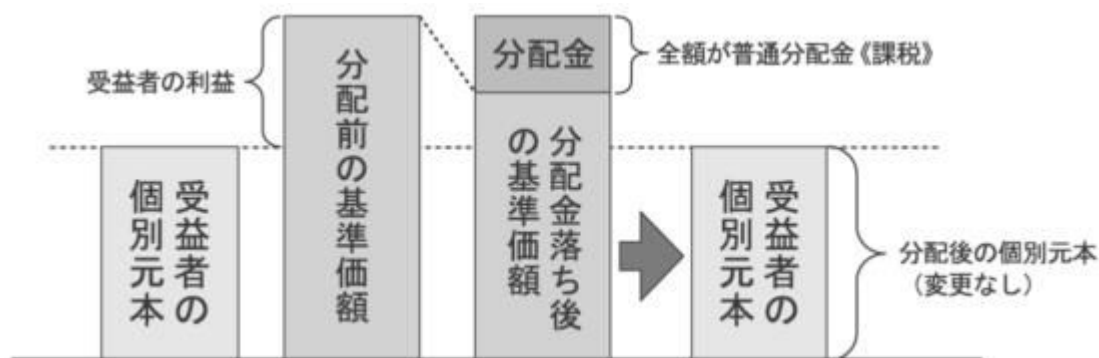 受益者の利益
受益者の
個別元本
分配前の基準価額
分配金
全額が普通分配金《課税》
分配金落ち後
の基準価額
受益者の
個別元本
分配後の個別元本
（変更なし）